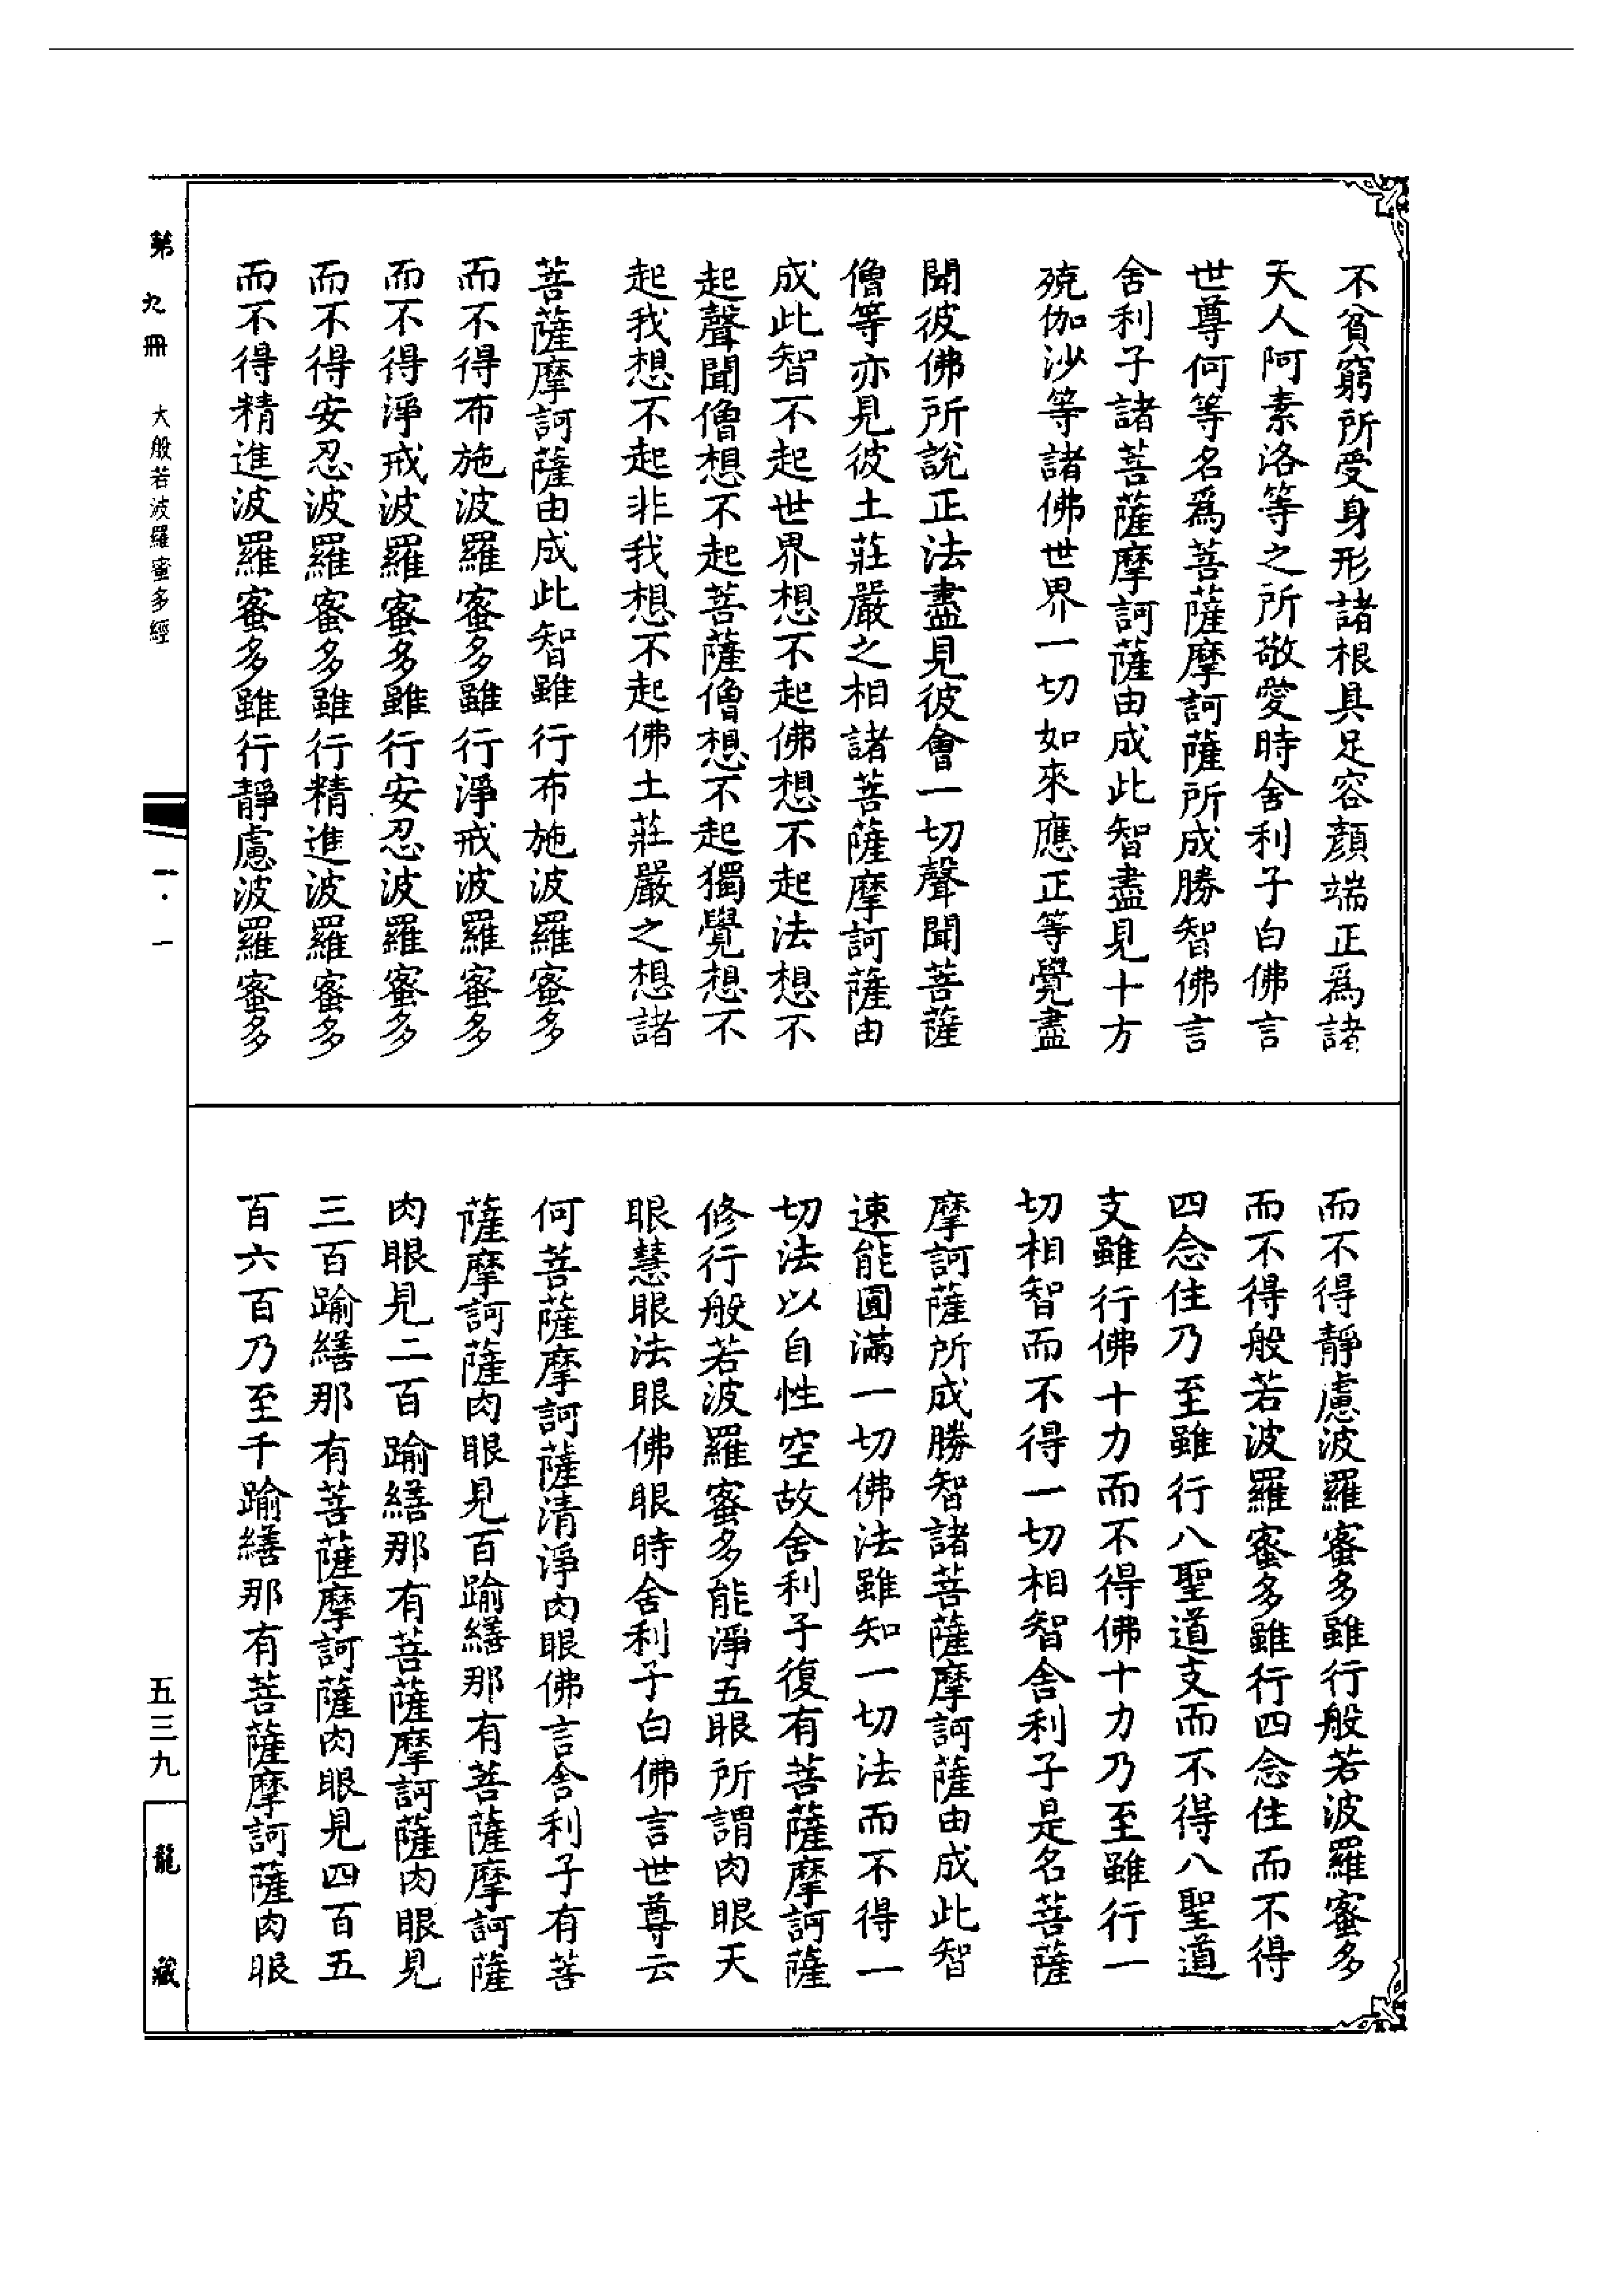 不貧窮所受身形諸根具足容顏端正爲諸
天人阿素洛等之所敬愛時舍利子白佛言
世尊何等名爲菩薩摩訶薩所成勝智佛言
舍利子諸菩薩摩訶薩由成此智盡見十方
殑伽沙等諸佛世界一切如來應正等覺盡
聞彼佛所說正法盡見彼會一切聲聞菩薩
僧等亦見彼土莊嚴之相諸菩薩摩訶薩由
成此智不起世界想不起佛想不起法想不
起聲聞僧想不起菩薩僧想不起獨覺想不
起我想不起非我想不起佛土莊嚴之想諸
菩薩摩訶薩由成此智雖行布施波羅蜜多
而不得布施波羅蜜多雖行淨戒波羅蜜多
而不得淨戒波羅蜜多雖行安忍波羅蜜多
而不得安忍波羅蜜多雖行精進波羅蜜多
而不得精進波羅蜜多雖行靜慮波羅蜜多
而不得靜慮波羅蜜多雖行般若波羅蜜多
而不得般若波羅蜜多雖行四念住而不得
四念住乃至雖行八聖道支而不得八聖道
支雖行佛十力而不得佛十力乃至雖行一
切相智而不得一切相智舍利子是名菩薩
摩訶薩所成勝智諸菩薩摩訶薩由成此智
速能圓滿一切佛法雖知一切法而不得一
切法以自性空故舍利子復有菩薩摩訶薩
修行般若波羅蜜多能淨五眼所謂肉眼天
眼慧眼法眼佛眼時舍利子白佛言世尊云
何菩薩摩訶薩清淨肉眼佛言舍利子有菩
薩摩訶薩肉眼見百踰繕那有菩薩摩訶薩
肉眼見二百踰繕那有菩薩摩訶薩肉眼見
三百踰繕那有菩薩摩訶薩肉眼見四百五
百六百乃至千踰繕那有菩薩摩訶薩肉眼
第九冊 大般若波羅蜜多經
一·一
五三九
龍藏